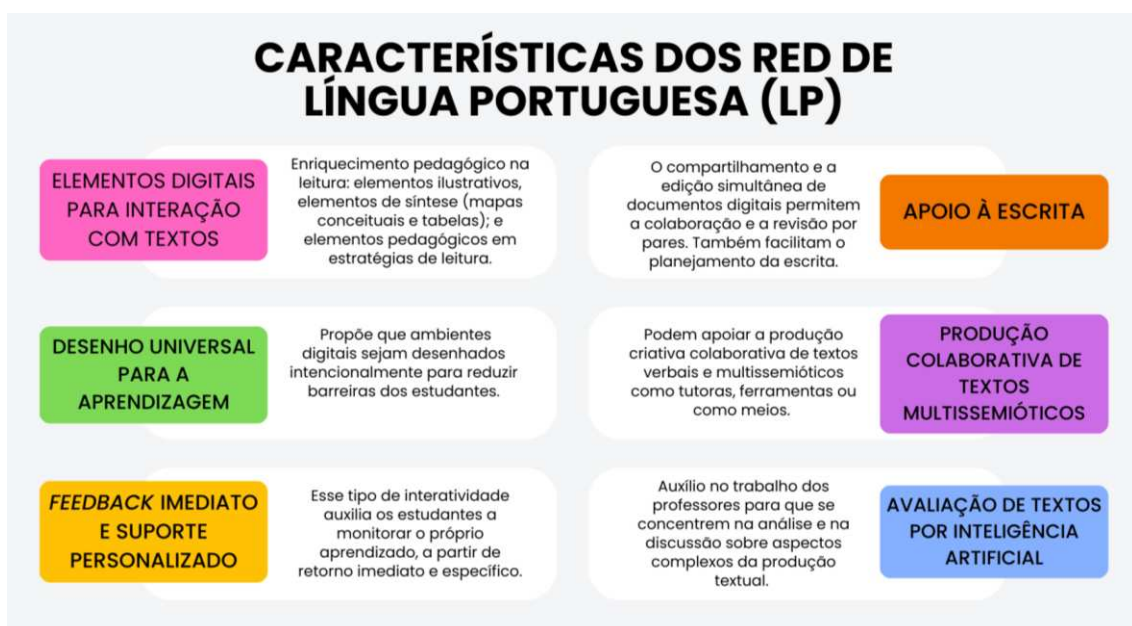 CARACTERÍSTICAS DOS RED DE
LÍNGUA PORTUGUESA (LP)
ELEMENTOS DIGITAIS
PARA INTERAÇÃO
COM TEXTOS
Enriquecimento pedagógico na
leitura: elementos ilustrativos,
elementos de síntese (mapas
conceituais e tabelas); e
elementos pedagógicos em
estratégias de leitura.
O compartilhamento e a
edição simultânea de
documentos digitais permitem
a colaboração e a revisão por
pares. Também facilitam o
planejamento da escrita.
APOIO À ESCRITA
DESENHO UNIVERSAL
PARA A
APRENDIZAGEM
Propõe que ambientes
digitais sejam desenhados
intencionalmente para reduzir
barreiras dos estudantes.
Podem apoiar a produção
criativa colaborativa de textos
verbais e multissemióticos
como tutoras, ferramentas ou
como meios.
PRODUÇÃO
COLABORATIVA DE
TEXTOS
MULTISSEMIÓTICOS
FEEDBACK IMEDIATO
E SUPORTE
PERSONALIZADO
Esse tipo de interatividade
auxilia os estudantes a
monitorar o próprio
aprendizado, a partir de
retorno imediato e específico.
Auxílio no trabalho dos
professores para que se
concentrem na análise e na
discussão sobre aspectos
complexos da produção
textual.
AVALIAÇÃO DE TEXTOS
POR INTELIGÊNCIA
ARTIFICIAL